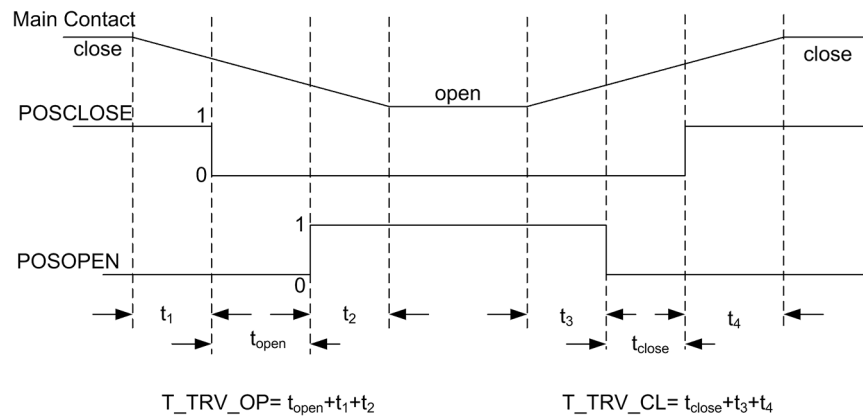 Main Contact
close
open
close
POSCLOSE
1
0
1
POSOPEN
0
t1
t2
t3
t4
topen
tclose
T_TRV_OP= topen+t1+t2
T_TRV_CL= tclose+t3+t4